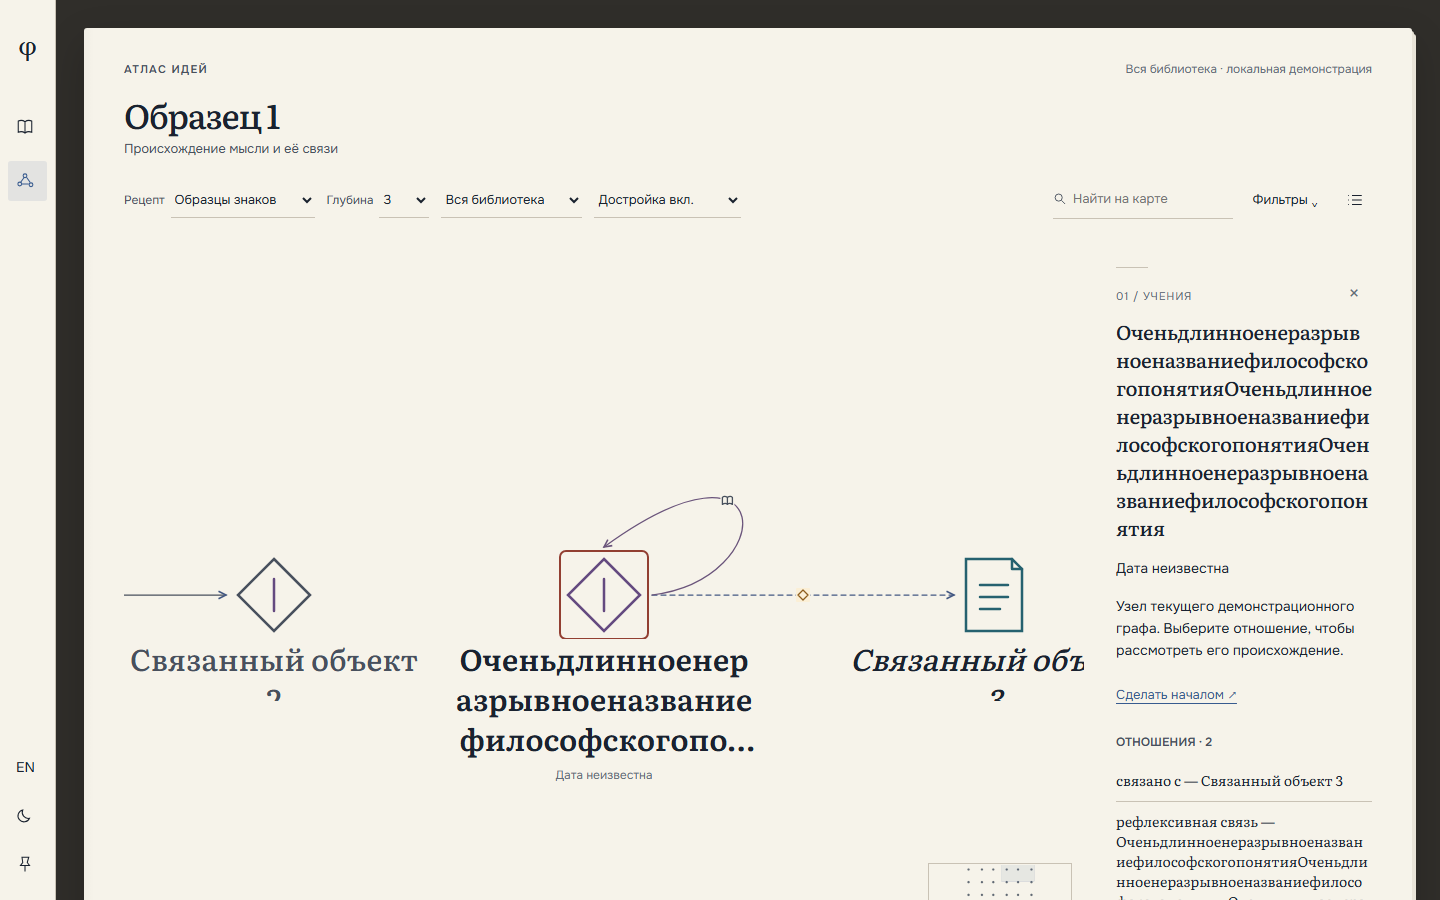 φ
АТЛАС ИДЕЙ
Вся библиотека · локальная демонстрация
Образец 1
Происхождение мысли и её связи
Рецепт Образцы знаков Глубина 3 Вся библиотека Достройка вкл.
Найти на карте Фильтры
01 / УЧЕНИЯ ×
Оченьдлинноенеразрыв
ноеназваниефилософско
гопонятияОченьдлинное
неразрывноеназваниефи
лософскогопонятияОчен
ьдлинноенеразрывноена
званиефилософскогопон
ятия
Дата неизвестна
Узел текущего демонстрационного
графа. Выберите отношение, чтобы
рассмотреть его происхождение.
Сделать началом ↗
ОТНОШЕНИЯ · 2
связано с — Связанный объект 3
рефлексивная связь —
Оченьдлинноенеразрывноеназван
иефилософскогопонятияОченьдли
нноенеразрывноеназваниефилосо
Связанный объект
2
Оченьдлинноенер
азрывноеназвание
философскогопо...
Дата неизвестна
Связанный объ
3
EN